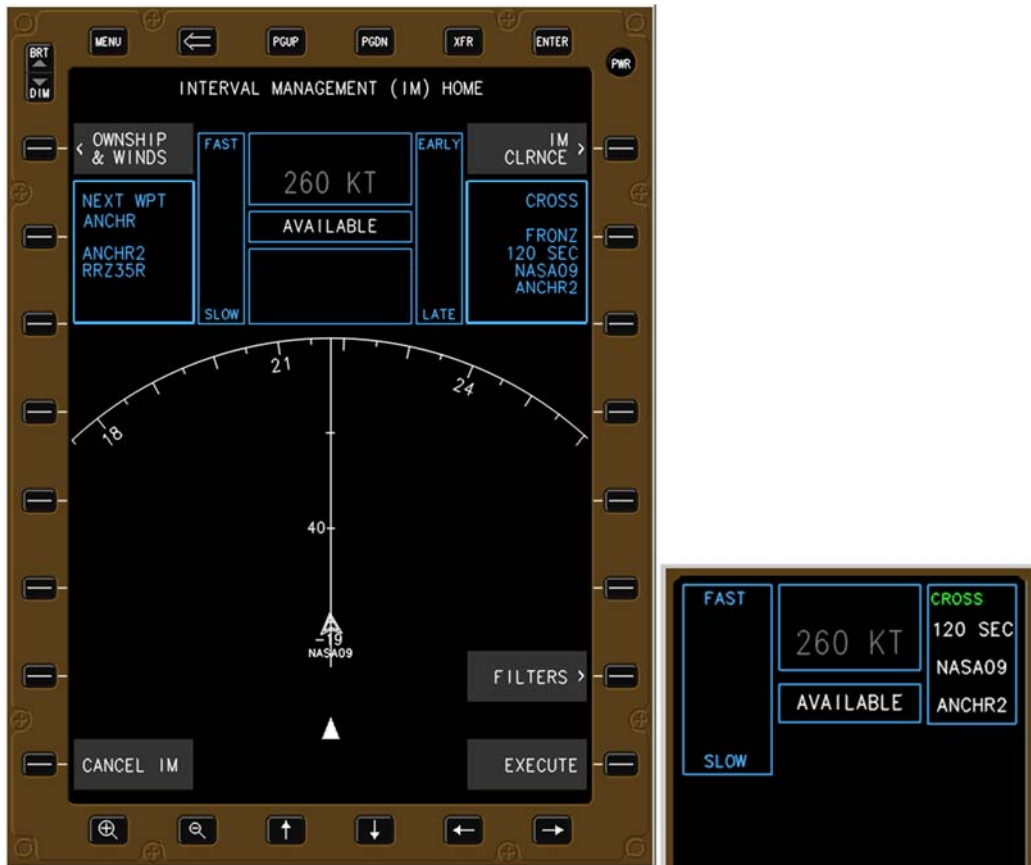 MENU
PGUP
PGDN
XFR
ENTER
BRT
DIM
PWR
INTERVAL MANAGEMENT (IM) HOME
< OWNSHIP
& WINDS
FAST
EARLY
IM >
CLRNCE
260 KT
NEXT WPT
ANCHR
ANCHR2
RRZ35R
AVAILABLE
CROSS
FRONZ
120 SEC
NASA09
ANCHR2
SLOW
LATE
18
21
24
40
-19
NASA09
FILTERS >
CANCEL IM
EXECUTE
FAST
SLOW
260 KT
AVAILABLE
CROSS
120 SEC
NASA09
ANCHR2